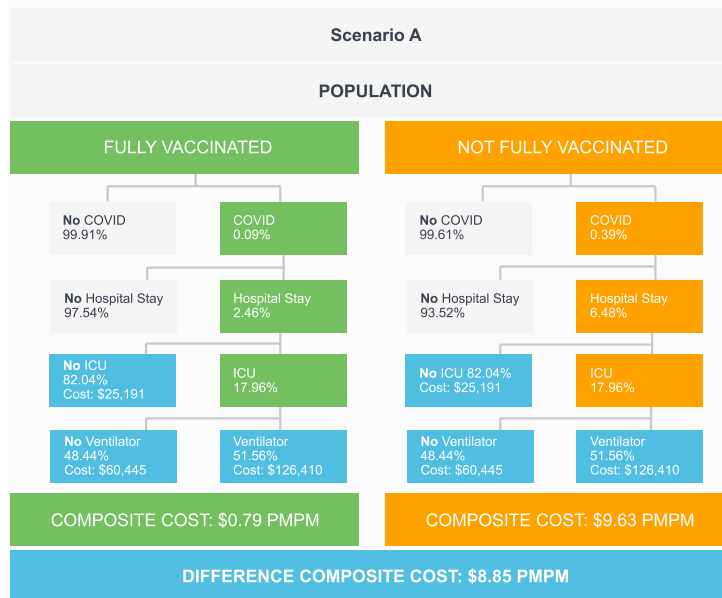 Scenario A
POPULATION
FULLY VACCINATED
NOT FULLY VACCINATED
No COVID
99.91%
COVID
0.09%
No COVID
99.61%
COVID
0.39%
No Hospital Stay
97.54%
Hospital Stay
2.46%
No Hospital Stay
93.52%
Hospital Stay
6.48%
No ICU
82.04%
Cost: $25,191
ICU
17.96%
No ICU 82.04%
Cost: $25,191
ICU
17.96%
No Ventilator
48.44%
Cost: $60,445
Ventilator
51.56%
Cost: $126,410
No Ventilator
48.44%
Cost: $60,445
Ventilator
51.56%
Cost: $126,410
COMPOSITE COST: $0.79 PMPM
COMPOSITE COST: $9.63 PMPM
DIFFERENCE COMPOSITE COST: $8.85 PMPM